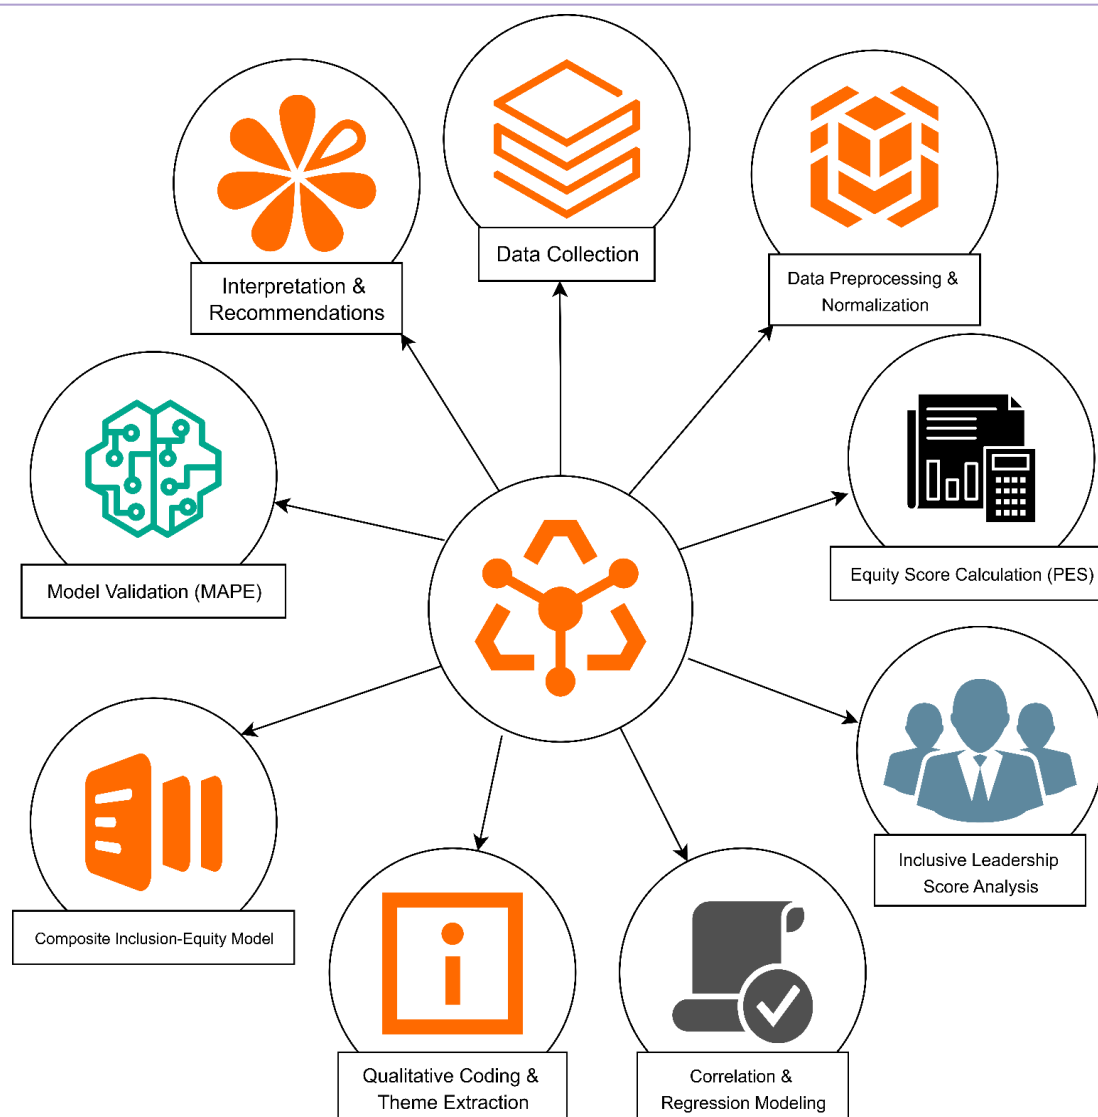 Data Collection
Interpretation &
Recommendations
Data Preprocessing &
Normalization
Model Validation (MAPE)
Equity Score Calculation (PES)
Inclusive Leadership
Score Analysis
Composite Inclusion-Equity Model
Qualitative Coding &
Theme Extraction
Correlation &
Regression Modeling